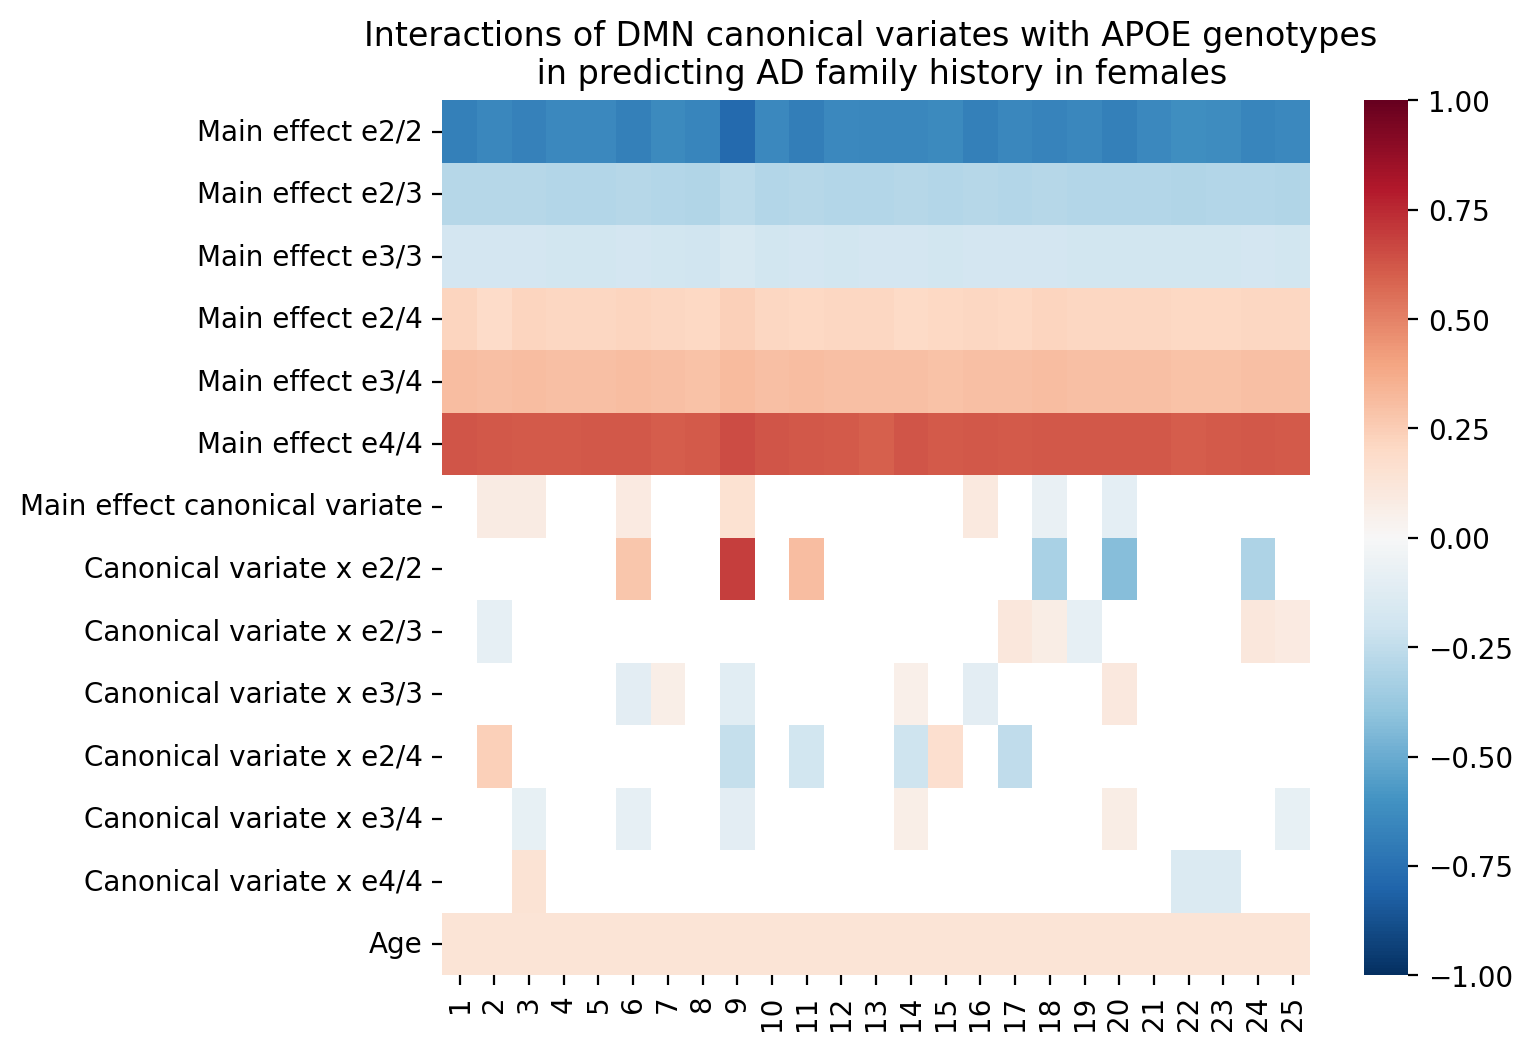 Interactions of DMN canonical variates with APOE genotypes
in predicting AD family history in females
Main effect e2/2
Main effect e2/3
Main effect e3/3
Main effect e2/4
Main effect e3/4
Main effect e4/4
Main effect canonical variate
Canonical variate x e2/2
Canonical variate x e2/3
Canonical variate x e3/3
Canonical variate x e2/4
Canonical variate x e3/4
Canonical variate x e4/4
Age
1 2 3 4 5 6 7 8 9 10 11 12 13 14 15 16 17 18 19 20 21 22 23 24 25
1.00
0.75
0.50
0.25
0.00
−0.25
−0.50
−0.75
−1.00